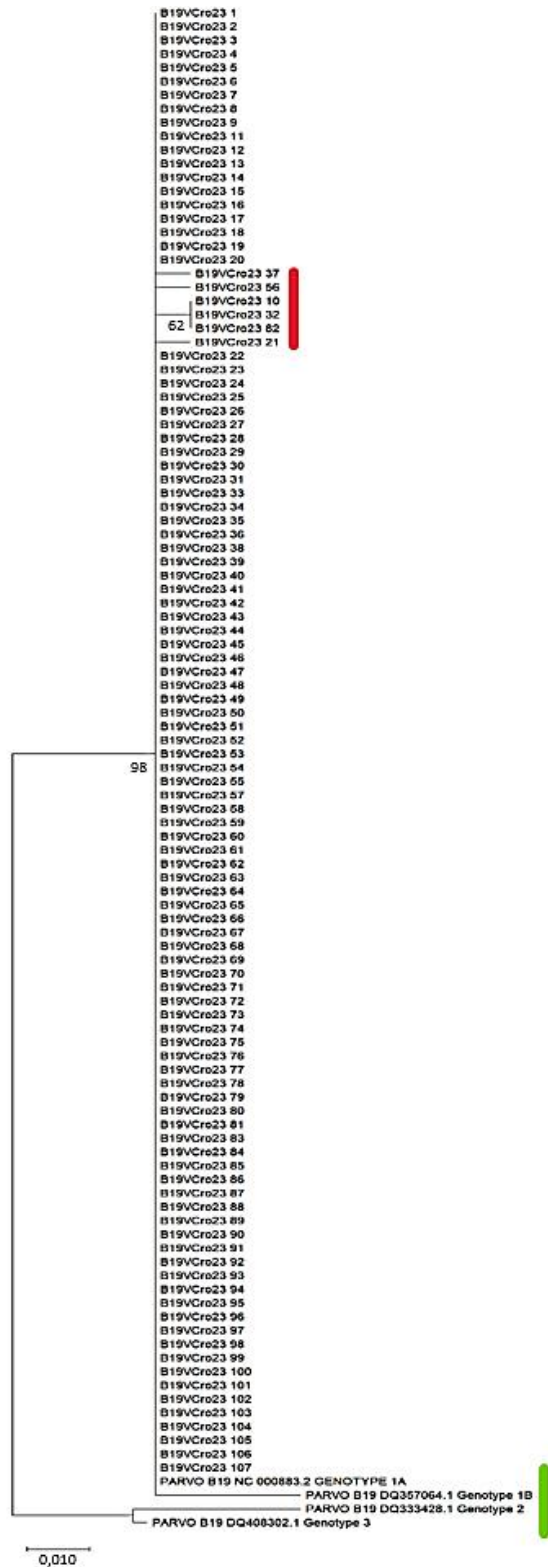 B19VCro23 1
B19VCro23 2
B19VCro23 3
B19VCro23 4
B19VCro23 5
B19VCro23 6
B19VCro23 7
B19VCro23 8
B19VCro23 9
B19VCro23 11
B19VCro23 12
B19VCro23 13
B19VCro23 14
B19VCro23 15
B19VCro23 16
B19VCro23 17
B19VCro23 18
B19VCro23 19
B19VCro23 20
B19VCro23 37
B19VCro23 56
B19VCro23 10
B19VCro23 32
62
B19VCro23 82
B19VCro23 21
B19VCro23 22
B19VCro23 23
B19VCro23 24
B19VCro23 25
B19VCro23 26
B19VCro23 27
B19VCro23 28
B19VCro23 29
B19VCro23 30
B19VCro23 31
B19VCro23 33
B19VCro23 34
B19VCro23 35
B19VCro23 36
B19VCro23 38
B19VCro23 39
B19VCro23 40
B19VCro23 41
B19VCro23 42
B19VCro23 43
B19VCro23 44
B19VCro23 45
B19VCro23 46
B19VCro23 47
B19VCro23 48
B19VCro23 49
B19VCro23 50
B19VCro23 51
B19VCro23 52
B19VCro23 53
98
B19VCro23 54
B19VCro23 55
B19VCro23 57
B19VCro23 58
B19VCro23 59
B19VCro23 60
B19VCro23 61
B19VCro23 62
B19VCro23 63
B19VCro23 64
B19VCro23 65
B19VCro23 66
B19VCro23 67
B19VCro23 68
B19VCro23 69
B19VCro23 70
B19VCro23 71
B19VCro23 72
B19VCro23 73
B19VCro23 74
B19VCro23 75
B19VCro23 76
B19VCro23 77
B19VCro23 78
B19VCro23 79
B19VCro23 80
B19VCro23 81
B19VCro23 83
B19VCro23 84
B19VCro23 85
B19VCro23 86
B19VCro23 87
B19VCro23 88
B19VCro23 89
B19VCro23 90
B19VCro23 91
B19VCro23 92
B19VCro23 93
B19VCro23 94
B19VCro23 95
B19VCro23 96
B19VCro23 97
B19VCro23 98
B19VCro23 99
B19VCro23 100
B19VCro23 101
B19VCro23 102
B19VCro23 103
B19VCro23 104
B19VCro23 105
B19VCro23 106
B19VCro23 107
PARVO B19 NC 000883.2 GENOTYPE 1A
PARVO B19 DQ357064.1 Genotype 1B
PARVO B19 DQ333428.1 Genotype 2
PARVO B19 DQ408302.1 Genotype 3
0,010